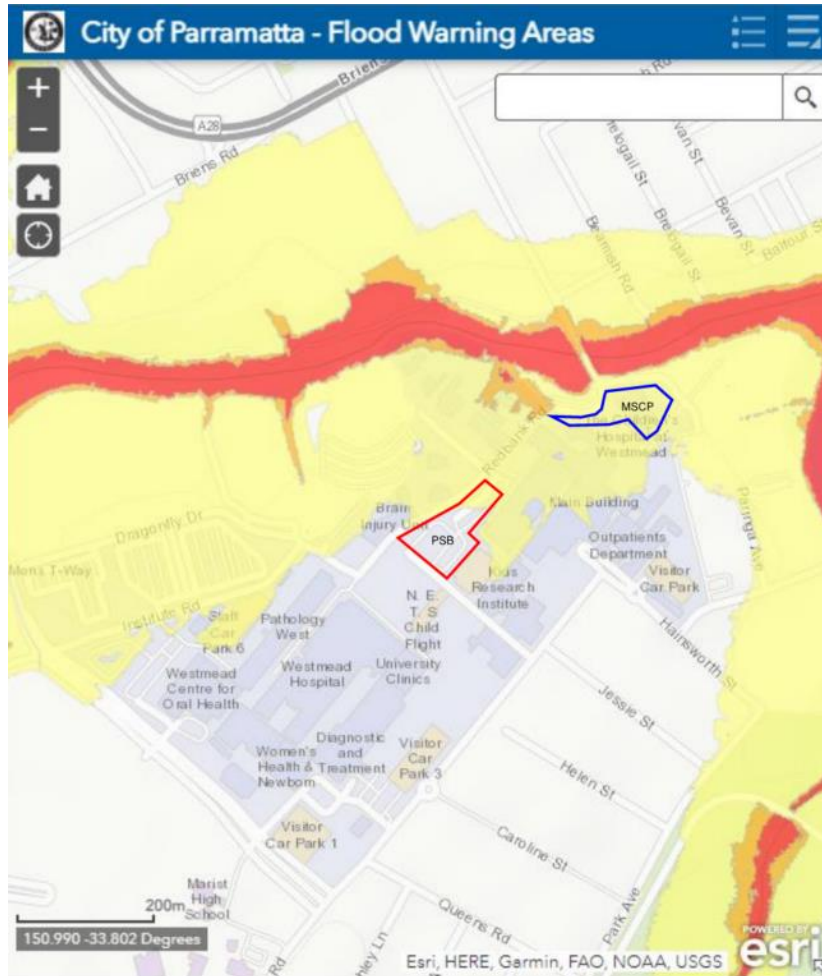 City of Parramatta - Flood Warning Areas
+
−
A28
Briens Rd
Beamish Rd
Brelogail St
Bevan St
Balfour
Redbank Rd
MSCP
The Children's
Hospital at
Westmead
PSB
Brain
Injury Unit
Main Building
Outpatients
Department
Visitor
Car Park
Parunga Ave
Dragonfly Dr
Mons T-Way
Institute Rd
Staff
Car
Park 6
Pathology
West
N. E.
T. S
Child
Flight
Kids
Research
Institute
Hainsworth St
Westmead
Centre for
Oral Health
Westmead
Hospital
University
Clinics
Jessie St
Women's
Health &
Newborn
Diagnostic
and
Treatment
Visitor
Car
Park 3
Helen St
Visitor
Car Park 1
Caroline St
Marist
High
School
Queens Rd
Park Ave
200m
150.990 -33.802 Degrees
Esri, HERE, Garmin, FAO, NOAA, USGS
POWERED BY
esri